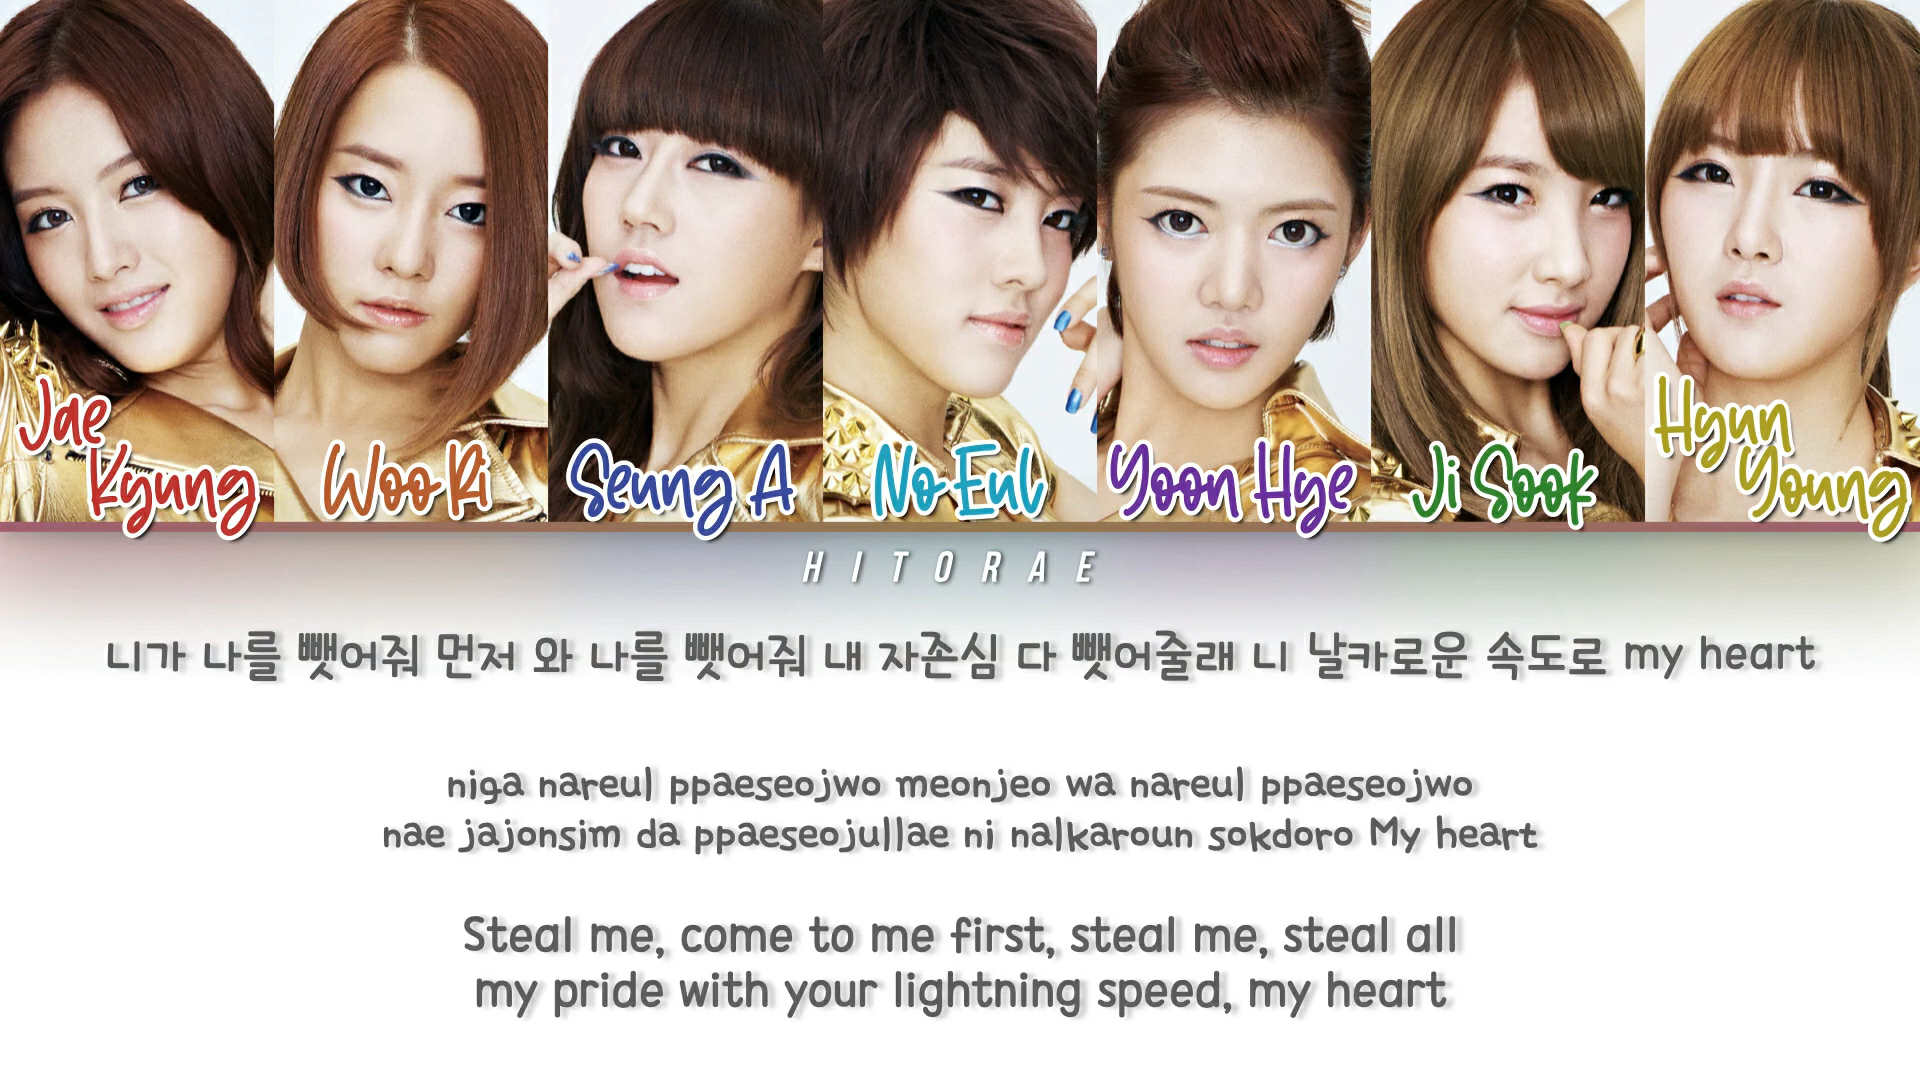 Jae
Kyung
Woo Ri
Seung A
No Eul
Yoon Hye
Ji Sook
Hyun
Young
HITORAE
니가 나를 뺏어줘 먼저 와 나를 뺏어줘 내 자존심 다 뺏어줄래 니 날카로운 속도로 my heart
niga nareul ppaeseojwo meonjeo wa nareul ppaeseojwo
nae jajonsim da ppaeseojullae ni nalkaroun sokdoro My heart
Steal me, come to me first, steal me, steal all
my pride with your lightning speed, my heart